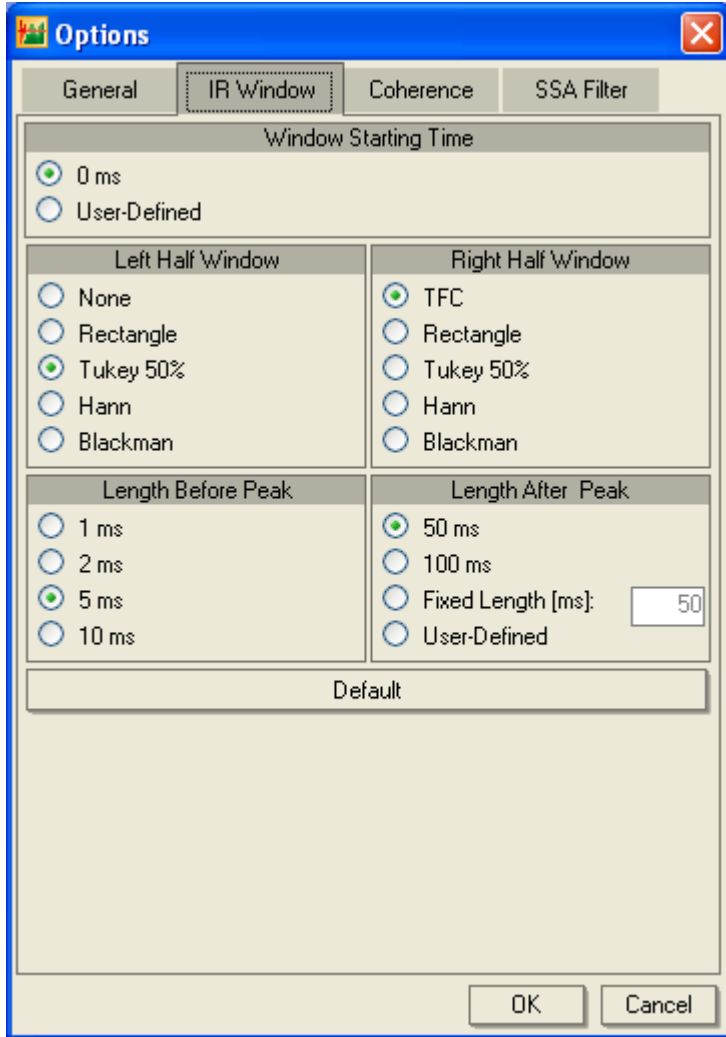 Options
General IR Window Coherence SSA Filter
Window Starting Time
0 ms
User-Defined
Left Half Window
None
Rectangle
Tukey 50%
Hann
Blackman
Right Half Window
TFC
Rectangle
Tukey 50%
Hann
Blackman
Length Before Peak
1 ms
2 ms
5 ms
10 ms
Length After Peak
50 ms
100 ms
Fixed Length [ms]: 50
User-Defined
Default
OK Cancel